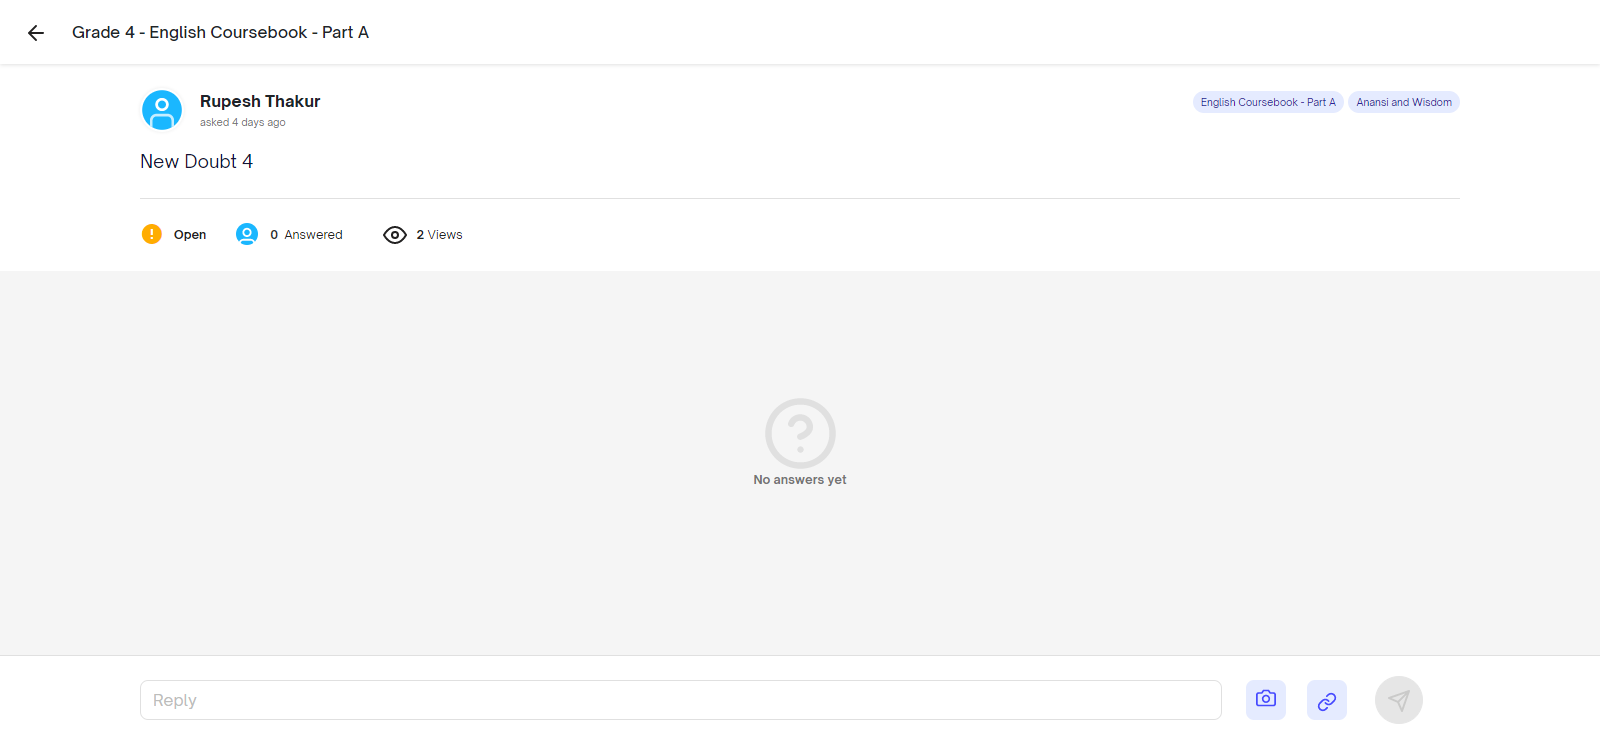 Grade 4 - English Coursebook - Part A
Rupesh Thakur
asked 4 days ago
English Coursebook - Part A
Anansi and Wisdom
New Doubt 4
Open
0 Answered
2 Views
No answers yet
Reply